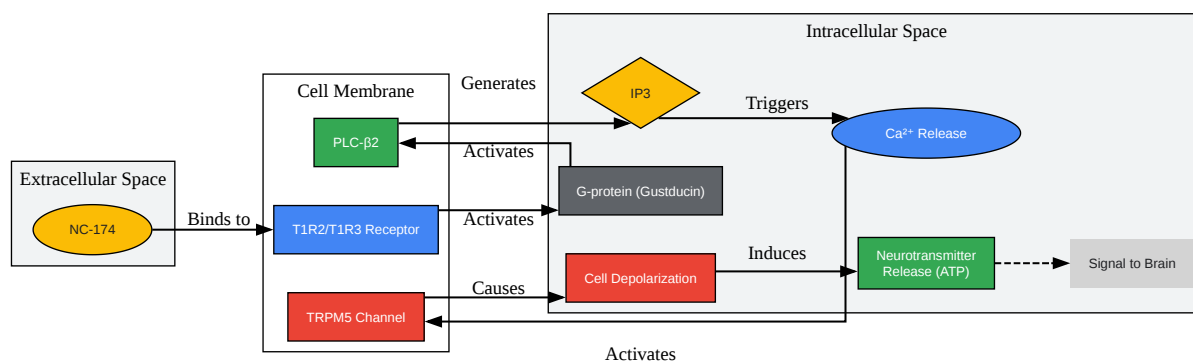 Intracellular Space
Cell Membrane
Generates
IP3
Triggers
Ca²⁺ Release
PLC-β2
Activates
Extracellular Space
G-protein (Gustducin)
NC-174
Binds to
T1R2/T1R3 Receptor
Activates
Neurotransmitter
Release (ATP)
Induces
Signal to Brain
Cell Depolarization
Causes
TRPM5 Channel
Activates